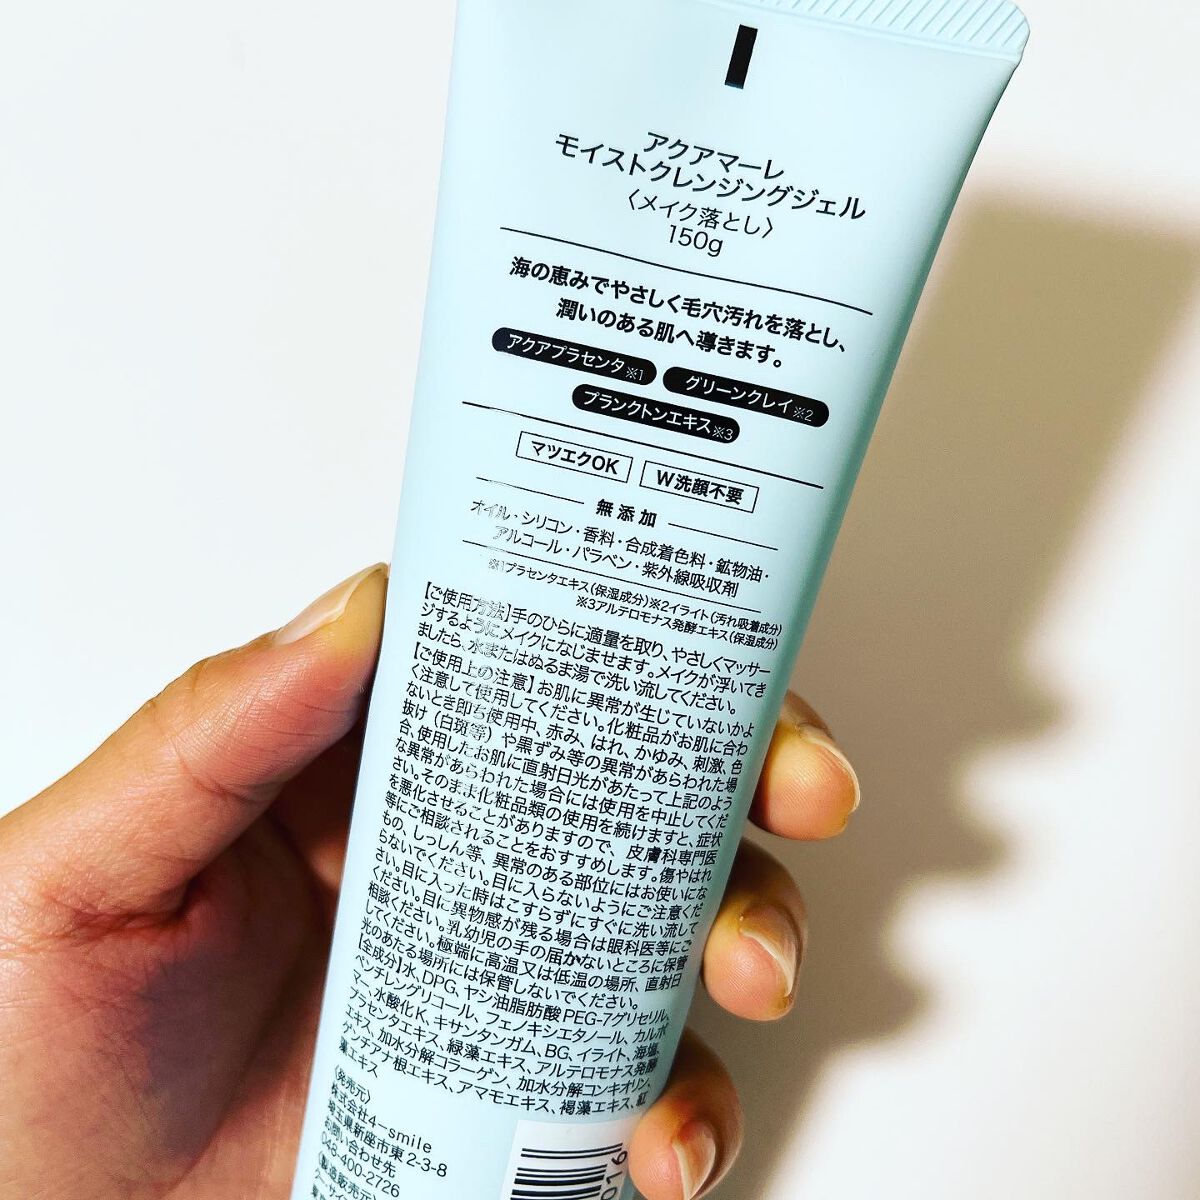 アクアマーレ
モイストクレンジングジェル
〈メイク落とし〉
150g
海の恵みでやさしく毛穴汚れを落とし、
潤いのある肌へ導きます。
アクアプラセンタ※1 グリーンクレイ※2
プランクトンエキス※3
マツエクOK W洗顔不要
無添加
オイル・シリコン・香料・合成着色料・鉱物油・
アルコール・パラベン・紫外線吸収剤
※1プラセンタエキス(保湿成分)※2イライト(汚れ吸着成分)
※3アルテロモナス発酵エキス(保湿成分)
【ご使用方法】手のひらに適量を取り、やさしくマッサー
ジするようにメイクになじませます。メイクが浮いてき
ましたら、水またはぬるま湯で洗い流してください。
【ご使用上の注意】お肌に異常が生じていないかよ
く注意して使用してください。化粧品がお肌に合わ
ないとき即ち使用中、赤み、はれ、かゆみ、刺激、色
抜け(白斑等)や黒ずみ等の異常があらわれた場
合、使用したお肌に直射日光があたって上記のよう
な異常があらわれた場合には使用を中止してくだ
さい。そのまま化粧品類の使用を続けますと、症状
を悪化させることがありますので、皮膚科専門医
等にご相談されることをおすすめします。傷やはれ
もの、しっしん等、異常のある部位にはお使いにな
らないでください。目に入らないようにご注意くだ
さい。目に入った時はこすらずにすぐに洗い流して
ください。目に異物感が残る場合は眼科医等にご
相談ください。乳幼児の手の届かないところに保管
してください。極端に高温又は低温の場所、直射日
光のあたる場所には保管しないでください。
【全成分】水、DPG、ヤシ油脂肪酸PEG-7グリセリル、
ペンチレングリコール、フェノキシエタノール、カルボ
マー、水酸化K、キサンタンガム、BG、イライト、海塩、
プラセンタエキス、緑藻エキス、アルテロモナス発酵
エキス、加水分解コラーゲン、加水分解コンキオリン、
ゲンチアナ根エキス、アマモエキス、褐藻エキス、紅
藻エキス
〈発売元〉
株式会社4-smile
埼玉県新座市東2-3-8
お問い合わせ先
048-400-2726
〈製造販売元〉